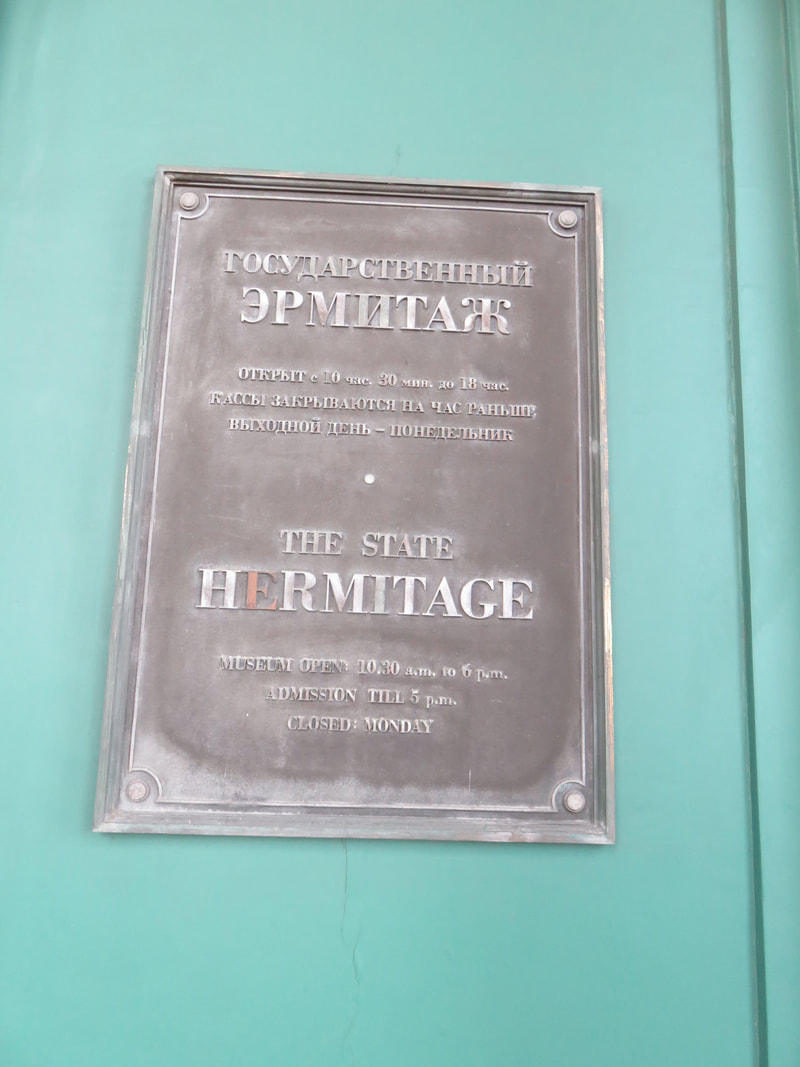 ГОСУДАРСТВЕННЫЙ
ЭРМИТАЖ
ОТКРЫТ с 10 час. 30 мин. до 18 час.
КАССЫ ЗАКРЫВАЮТСЯ НА ЧАС РАНЬШЕ,
ВЫХОДНОЙ ДЕНЬ – ПОНЕДЕЛЬНИК
THE STATE
HERMITAGE
MUSEUM OPEN: 10.30 a.m. to 6 p.m.
ADMISSION TILL 5 p.m.
CLOSED: MONDAY